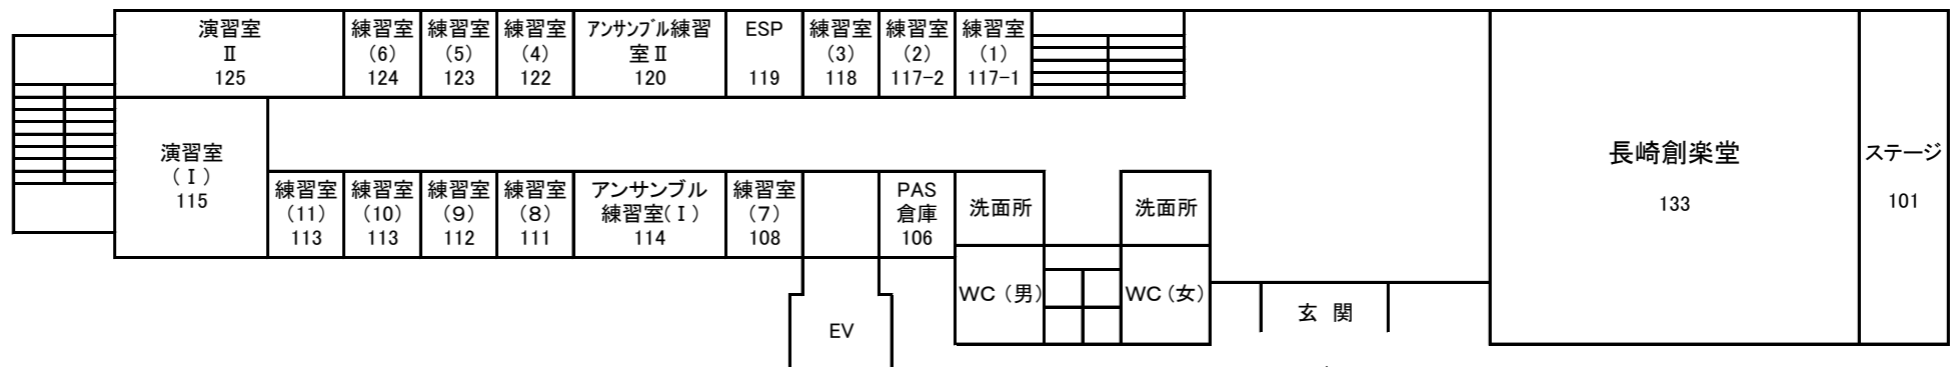 演習室
Ⅱ
125
練習室
(6)
124
練習室
(5)
123
練習室
(4)
122
アンサンブル練習
室Ⅱ
120
ESP
119
練習室
(3)
118
練習室
(2)
117-2
練習室
(1)
117-1
演習室
(Ⅰ)
115
練習室
(11)
113
練習室
(10)
113
練習室
(9)
112
練習室
(8)
111
アンサンブル
練習室(Ⅰ)
114
練習室
(7)
108
PAS
倉庫
106
洗面所
洗面所
WC(男)
WC(女)
EV
玄 関
長崎創楽堂
133
ステージ
101